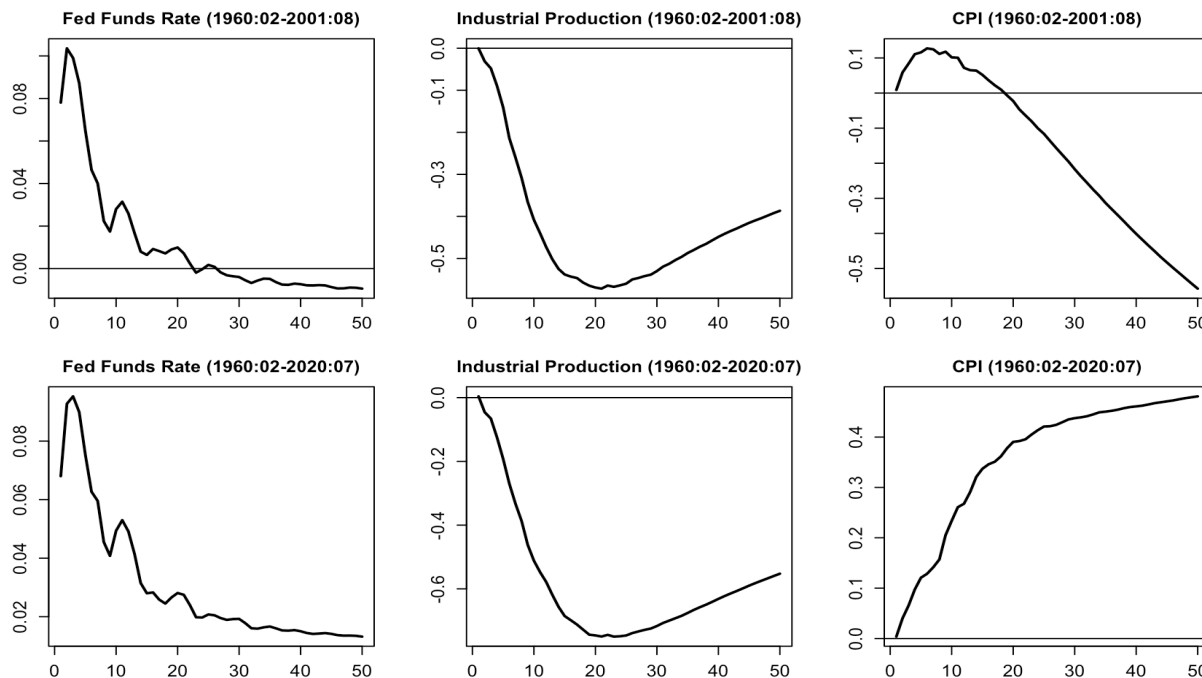 Fed Funds Rate (1960:02-2001:08)
0.00 0.04 0.08
0 10 20 30 40 50
Industrial Production (1960:02-2001:08)
-0.5 -0.3 -0.1 0.0
0 10 20 30 40 50
CPI (1960:02-2001:08)
-0.5 -0.3 -0.1 0.1
0 10 20 30 40 50
Fed Funds Rate (1960:02-2020:07)
0.02 0.04 0.06 0.08
0 10 20 30 40 50
Industrial Production (1960:02-2020:07)
-0.6 -0.4 -0.2 0.0
0 10 20 30 40 50
CPI (1960:02-2020:07)
0.0 0.1 0.2 0.3 0.4
0 10 20 30 40 50